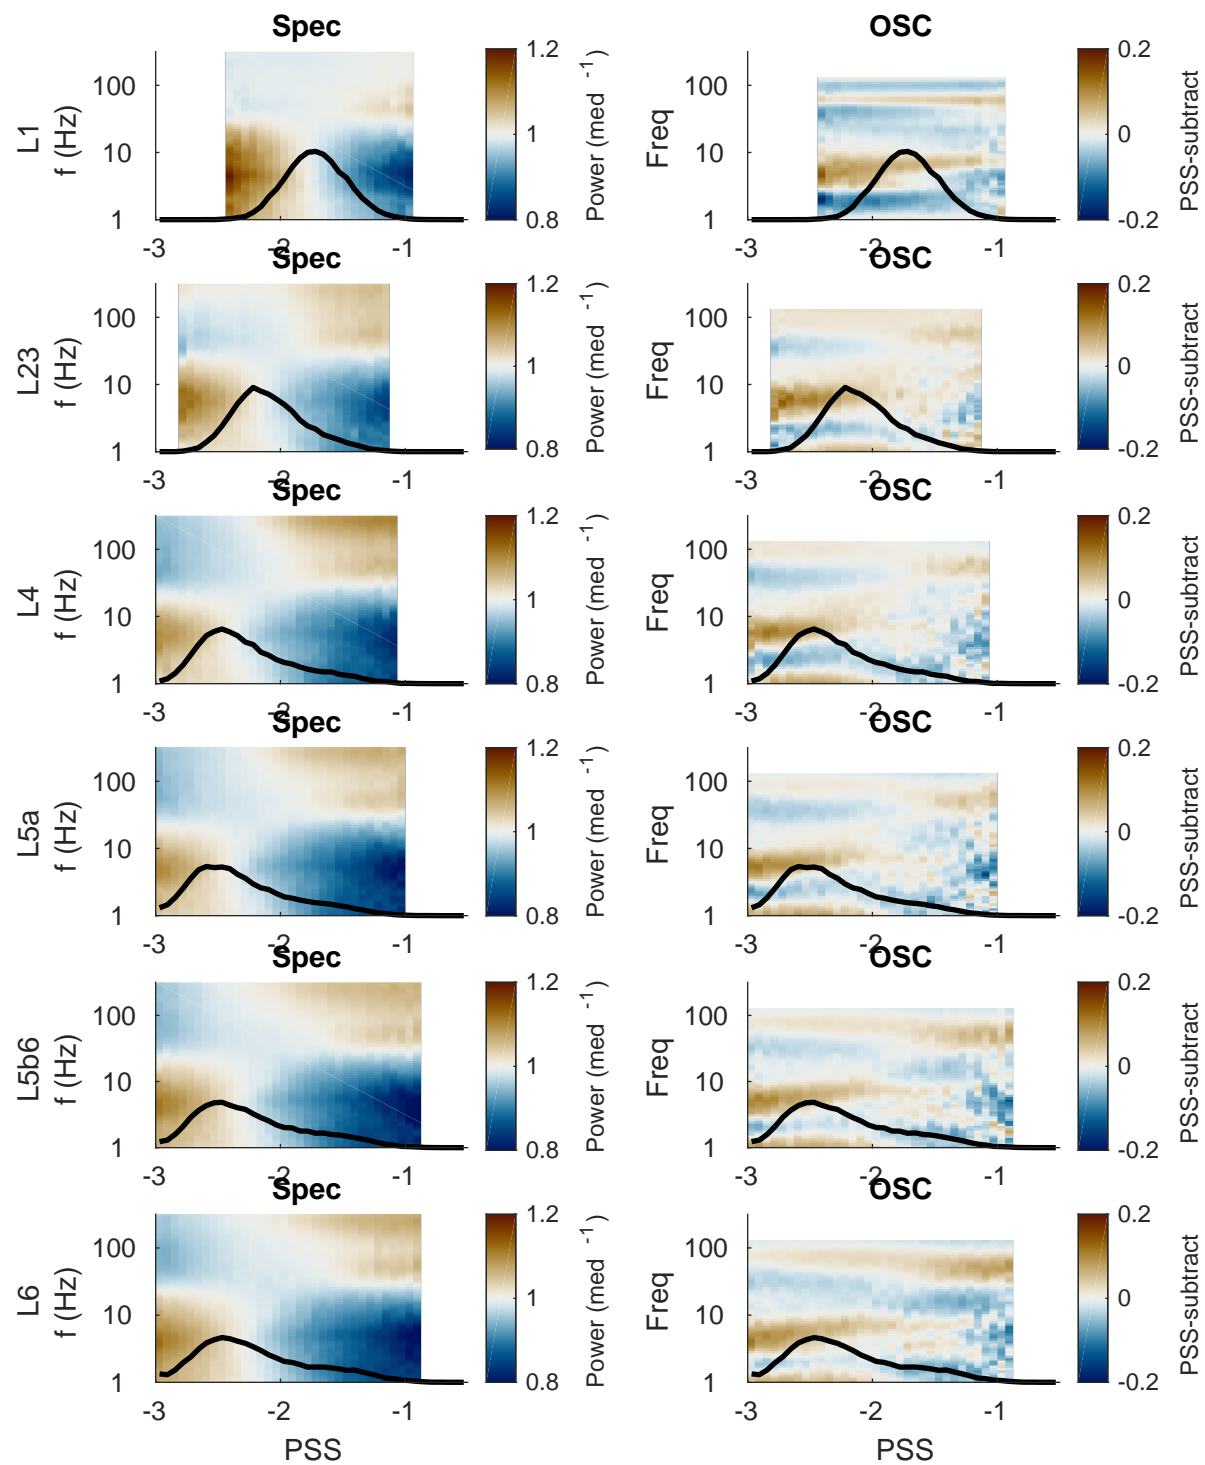 Spec
OSC
L1
f (Hz)
100
10
1
-3
-2
-1
1.2
1
0.8
Power (med -1)
Freq
100
10
1
-3
-2
-1
0.2
0
-0.2
PSS-subtract
Spec
OSC
L23
f (Hz)
100
10
1
-3
-2
-1
1.2
1
0.8
Power (med -1)
Freq
100
10
1
-3
-2
-1
0.2
0
-0.2
PSS-subtract
Spec
OSC
L4
f (Hz)
100
10
1
-3
-2
-1
1.2
1
0.8
Power (med -1)
Freq
100
10
1
-3
-2
-1
0.2
0
-0.2
PSS-subtract
Spec
OSC
L5a
f (Hz)
100
10
1
-3
-2
-1
1.2
1
0.8
Power (med -1)
Freq
100
10
1
-3
-2
-1
0.2
0
-0.2
PSS-subtract
Spec
OSC
L5b6
f (Hz)
100
10
1
-3
-2
-1
1.2
1
0.8
Power (med -1)
Freq
100
10
1
-3
-2
-1
0.2
0
-0.2
PSS-subtract
Spec
OSC
L6
f (Hz)
100
10
1
-3
-2
-1
PSS
1.2
1
0.8
Power (med -1)
Freq
100
10
1
-3
-2
-1
PSS
0.2
0
-0.2
PSS-subtract